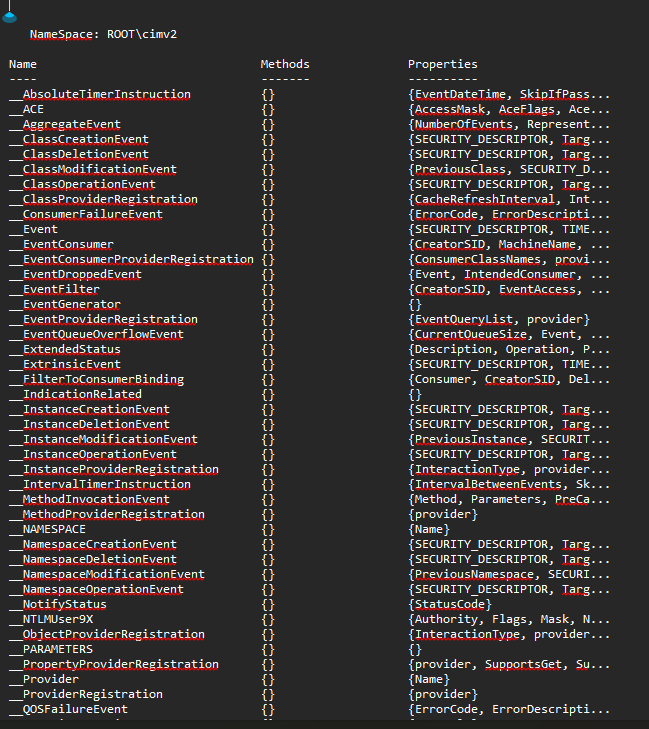 NameSpace: ROOT\cimv2
Name Methods Properties
---- ------- ----------
__AbsoluteTimerInstruction {} {EventDateTime, SkipIfPass...
__ACE {} {AccessMask, AceFlags, Ace...
__AggregateEvent {} {NumberOfEvents, Represent...
__ClassCreationEvent {} {SECURITY_DESCRIPTOR, Targ...
__ClassDeletionEvent {} {SECURITY_DESCRIPTOR, Targ...
__ClassModificationEvent {} {PreviousClass, SECURITY_D...
__ClassOperationEvent {} {SECURITY_DESCRIPTOR, Targ...
__ClassProviderRegistration {} {CacheRefreshInterval, Int...
__ConsumerFailureEvent {} {ErrorCode, ErrorDescripti...
__Event {} {SECURITY_DESCRIPTOR, TIME...
__EventConsumer {} {CreatorSID, MachineName, ...
__EventConsumerProviderRegistration {} {ConsumerClassNames, provi...
__EventDroppedEvent {} {Event, IntendedConsumer, ...
__EventFilter {} {CreatorSID, EventAccess, ...
__EventGenerator {} {}
__EventProviderRegistration {} {EventQueryList, provider}
__EventQueueOverflowEvent {} {CurrentQueueSize, Event, ...
__ExtendedStatus {} {Description, Operation, P...
__ExtrinsicEvent {} {SECURITY_DESCRIPTOR, TIME...
__FilterToConsumerBinding {} {Consumer, CreatorSID, Del...
__IndicationRelated {} {}
__InstanceCreationEvent {} {SECURITY_DESCRIPTOR, Targ...
__InstanceDeletionEvent {} {SECURITY_DESCRIPTOR, Targ...
__InstanceModificationEvent {} {PreviousInstance, SECURIT...
__InstanceOperationEvent {} {SECURITY_DESCRIPTOR, Targ...
__InstanceProviderRegistration {} {InteractionType, provider...
__IntervalTimerInstruction {} {IntervalBetweenEvents, Sk...
__MethodInvocationEvent {} {Method, Parameters, PreCa...
__MethodProviderRegistration {} {provider}
__NAMESPACE {} {Name}
__NamespaceCreationEvent {} {SECURITY_DESCRIPTOR, Targ...
__NamespaceDeletionEvent {} {SECURITY_DESCRIPTOR, Targ...
__NamespaceModificationEvent {} {PreviousNamespace, SECURI...
__NamespaceOperationEvent {} {SECURITY_DESCRIPTOR, Targ...
__NotifyStatus {} {StatusCode}
__NTLMUser9X {} {Authority, Flags, Mask, N...
__ObjectProviderRegistration {} {InteractionType, provider...
__PARAMETERS {} {}
__PropertyProviderRegistration {} {provider, SupportsGet, Su...
__Provider {} {Name}
__ProviderRegistration {} {provider}
__QOSFailureEvent {} {ErrorCode, ErrorDescripti...